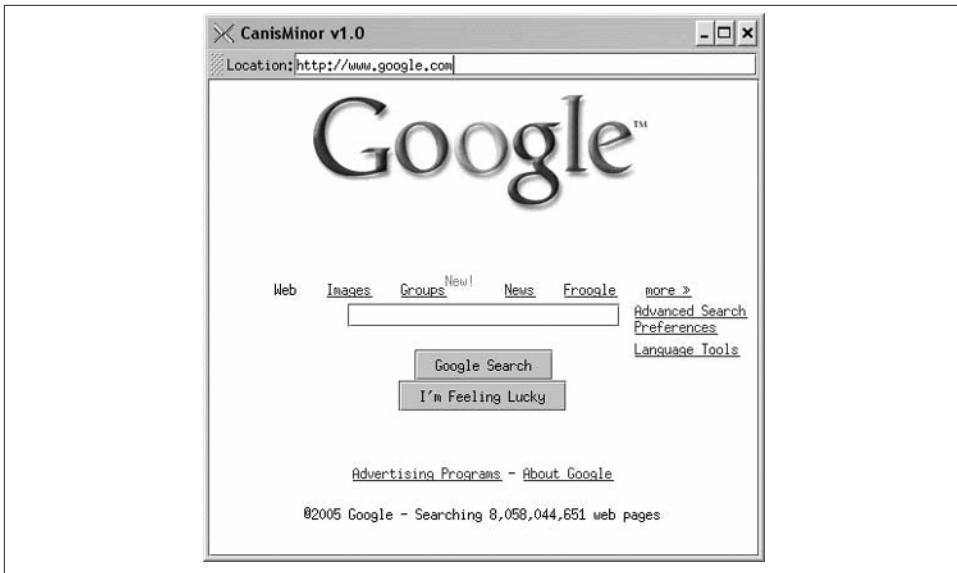 CanisMinor v1.0
Location: http://www.google.com
Google™
New!
Web Images Groups News Froogle more »
Advanced Search
Preferences
Language Tools
Google Search
I'm Feeling Lucky
Advertising Programs - About Google
©2005 Google - Searching 8,058,044,651 web pages